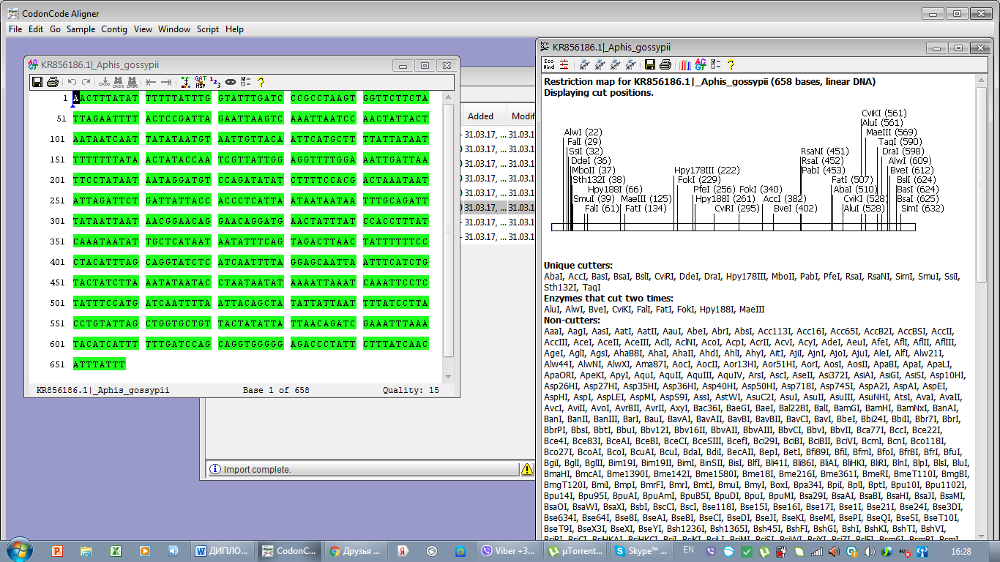 CodonCode Aligner
File Edit Go Sample Contig View Window Script Help
KR856186.1|_Aphis_gossypii
1 AACTTTATAT TTTTTATTTG GTATTTGATC CCGCCTAAGT GGTTCTTCTA
51 TTAGAATTTT ACTCCGATTA GAATTAAGTC AAATTAATCC AACTATTACT
101 AATAATCAAT TATATAATGT AATTGTTACA ATTCATGCTT TTATTATAAT
151 TTTTTTTATA ACTATACCAA TCGTTATTGG AGGTTTTGGA AATTGATTAA
201 TTCCTATAAT AATAGGATGT CCAGATATAT CTTTTCCACG ACTAAATAAT
251 ATTAGATTCT GATTATTACC ACCCTCATTA ATAATAATAA TTTGCAGATT
301 TATAATTAAT AACGGAACAG GAACAGGATG AACTATTTAT CCACCTTTAT
351 CAAATAATAT TGCTCATAAT AATATTTCAG TAGACTTAAC TATTTTTTCC
401 CTACATTTAG CAGGTATCTC ATCAATTTTA GGAGCAATTA ATTTCATCTG
451 TACTATCTTA AATATAATAC CTAATAATAT AAAATTAAAT CAAATTCCTC
501 TATTTCCATG ATCAATTTTA ATTACAGCTA TATTATTAAT TTTATCCTTA
551 CCTGTATTAG CTGGTGCTGT TACTATATTA TTAACAGATC GAAATTTAAA
601 TACATCATTT TTTGATCCAG CAGGTGGGGG AGACCCTATT CTTTATCAAC
651 ATTTATTT
KR856186.1|_Aphis_gossypii Base 1 of 658 Quality: 15
Added Modif
31.03.17, ... 31.03.1
31.03.17, ... 31.03.1
31.03.17, ... 31.03.1
31.03.17, ... 31.03.1
31.03.17, ... 31.03.1
31.03.17, ... 31.03.1
31.03.17, ... 31.03.1
31.03.17, ... 31.03.1
Import complete.
KR856186.1|_Aphis_gossypii
Restriction map for KR856186.1|_Aphis_gossypii (658 bases, linear DNA)
Displaying cut positions.
CviKI (561)
AluI (561)
AlwI (22) MaeIII (569)
FalI (29) TaqI (590)
SsiI (32) RsaNI (451) DraI (598)
DdeI (36) RsaI (452) AlwI (609)
MboII (37) Hpy178III (222) PabI (453) BveI (612)
Sth132I (38) FokI (229) FatI (507) BslI (624)
Hpy188I (66) PfeI (256) FokI (340) AbaI (510) BasI (624)
SmuI (39) MaeIII (125) Hpy188I (261) AccI (382) CviKI (528) BsaI (625)
FalI (61) FatI (134) CviRI (295) BveI (402) AluI (528) SimI (632)
Unique cutters:
AbaI, AccI, BasI, BsaI, BslI, CviRI, DdeI, DraI, Hpy178III, MboII, PabI, PfeI, RsaI, RsaNI, SimI, SmuI, SsiI,
Sth132I, TaqI
Enzymes that cut two times:
AluI, AlwI, BveI, CviKI, FalI, FatI, FokI, Hpy188I, MaeIII
Non-cutters:
AaaI, AagI, AasI, AatI, AatII, AauI, AbeI, AbrI, AbsI, Acc113I, Acc16I, Acc65I, AccB2I, AccBSI, AccII,
AccIII, AceI, AceII, AceIII, AclI, AclNI, AcoI, AcpI, AcrII, AcvI, AcyI, AdeI, AeuI, AfeI, AflI, AflII, AflIII,
AgeI, AglI, AgsI, AhaB8I, AhaI, AhaII, AhdI, AhlI, AhyI, AitI, AjiI, AjnI, AjoI, AjuI, AleI, AlfI, Alw21I,
Alw44I, AlwNI, AlwXI, Ama87I, AocI, AocII, Aor13HI, Aor51HI, AorI, AosI, AosII, ApaBI, ApaI, ApaLI,
ApaORI, ApeKI, ApyI, AquI, AquII, AquIII, AquIV, ArsI, AscI, AseII, Asi372I, AsiAI, AsiGI, AsiSI, Asp10HI,
Asp26HI, Asp27HI, Asp35HI, Asp36HI, Asp40HI, Asp50HI, Asp718I, Asp745I, AspA2I, AspAI, AspEI,
AspHI, AspI, AspLEI, AspMI, AspS9I, AssI, AstWI, AsuC2I, AsuI, AsuII, AsuIII, AsuNHI, AtsI, AvaI, AvaII,
AvcI, AviII, AvoI, AvrBII, AvrII, AxyI, Bac36I, BaeGI, BaeI, Bal228I, BalI, BamGI, BamHI, BamNxI, BanAI,
BanI, BanII, BanIII, BarI, BauI, BavAI, BavAII, BavBI, BavBII, BavCI, BavI, BbeI, Bbi24I, BbiII, Bbr7I, BbrI,
BbrPI, BbsI, BbtI, BbuI, Bbv12I, Bbv16II, BbvAII, BbvAIII, BbvCI, BbvI, BbvII, Bca77I, BccI, Bce22I,
Bce4I, Bce83I, BceAI, BceBI, BceCI, BceSIII, BcefI, Bci29I, BciBI, BciBII, BciVI, BcmI, BcnI, Bco118I,
Bco27I, BcoAI, BcoI, BcuAI, BcuI, BdaI, BdiI, BecAII, BepI, BetI, Bfi89I, BfiI, BfmI, BfoI, BfrBI, BfrI, BfuI,
BgiI, BglI, BglII, Bim19I, Bim19II, BimI, BinSII, BisI, BlfI, Bli41I, Bli86I, BliAI, BliHKI, BliRI, BlnI, BlpI, BlsI, BluI,
BmaHI, BmcAI, Bme1390I, Bme142I, Bme1580I, Bme18I, Bme216I, Bme361I, BmeRI, BmeT110I, BmgBI,
BmgT120I, BmiI, BmpI, BmrFI, BmrI, BmtI, BmuI, BmyI, BoxI, Bpa34I, BpiI, BplI, BptI, Bpu10I, Bpu1102I,
Bpu14I, Bpu95I, BpuAI, BpuAmI, BpuB5I, BpuDI, BpuI, BpuMI, Bsa29I, BsaAI, BsaBI, BsaHI, BsaJI, BsaMI,
BsaOI, BsaWI, BsaXI, BsbI, BscCI, BscI, Bse118I, Bse15I, Bse16I, Bse17I, Bse1I, Bse21I, Bse24I, Bse3DI,
Bse634I, Bse64I, Bse8I, BseAI, BseBI, BseCI, BseDI, BseJI, BseKI, BseMI, BsePI, BseQI, BseSI, BseT10I,
BseT9I, BseX3I, BseXI, BseYI, Bsh1236I, Bsh1365I, Bsh45I, BshFI, BshGI, BshI, BshKI, BshTI, BshVI,
ДИПЛО... CodonC... Друзья ... Viber +3... µTorrent... Skype™ ... EN 16:28